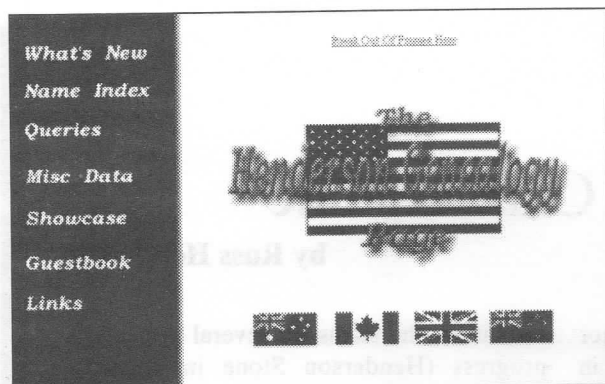 What's New
Name Index
Queries
Misc Data
Showcase
Guestbook
Links
Break Out Of Frames Here
The
Henderson Genealogy
Page
by Russ H